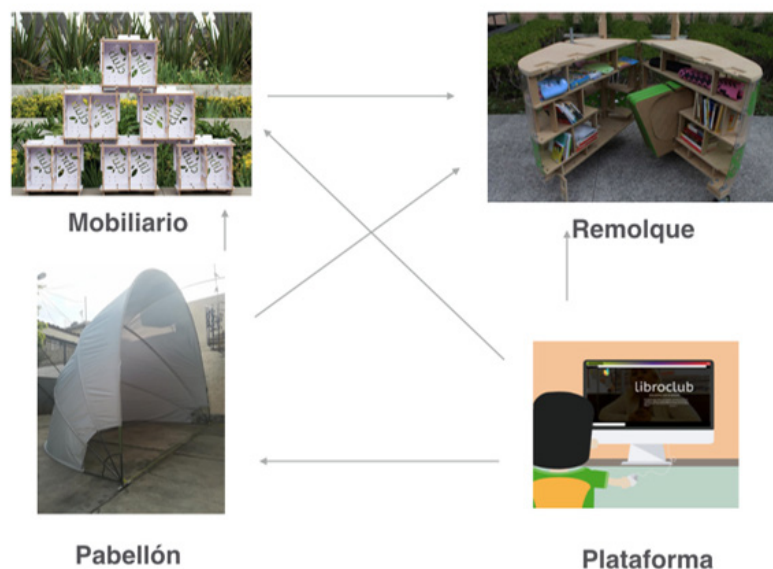 Mobiliario
Remolque
libroclub
Pabellón
Plataforma